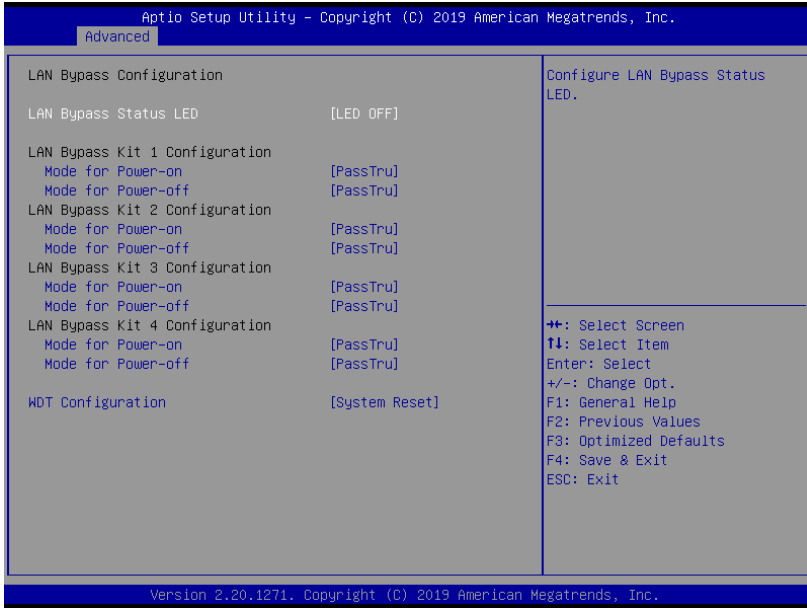 Aptio Setup Utility – Copyright (C) 2019 American Megatrends, Inc.
Advanced
LAN Bypass Configuration
LAN Bypass Status LED [LED OFF]
LAN Bypass Kit 1 Configuration
Mode for Power-on [PassTru]
Mode for Power-off [PassTru]
LAN Bypass Kit 2 Configuration
Mode for Power-on [PassTru]
Mode for Power-off [PassTru]
LAN Bypass Kit 3 Configuration
Mode for Power-on [PassTru]
Mode for Power-off [PassTru]
LAN Bypass Kit 4 Configuration
Mode for Power-on [PassTru]
Mode for Power-off [PassTru]
WDT Configuration [System Reset]
Configure LAN Bypass Status
LED.
→←: Select Screen
↑↓: Select Item
Enter: Select
+/-: Change Opt.
F1: General Help
F2: Previous Values
F3: Optimized Defaults
F4: Save & Exit
ESC: Exit
Version 2.20.1271. Copyright (C) 2019 American Megatrends, Inc.